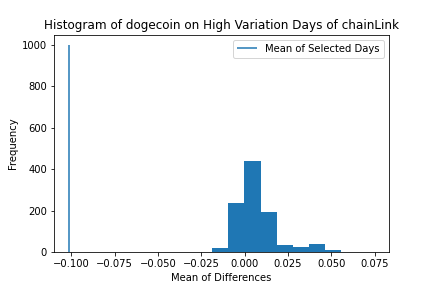 Histogram of dogecoin on High Variation Days of chainLink
Mean of Selected Days
1000
800
600
400
200
0
Frequency
−0.100 −0.075 −0.050 −0.025 0.000 0.025 0.050 0.075
Mean of Differences